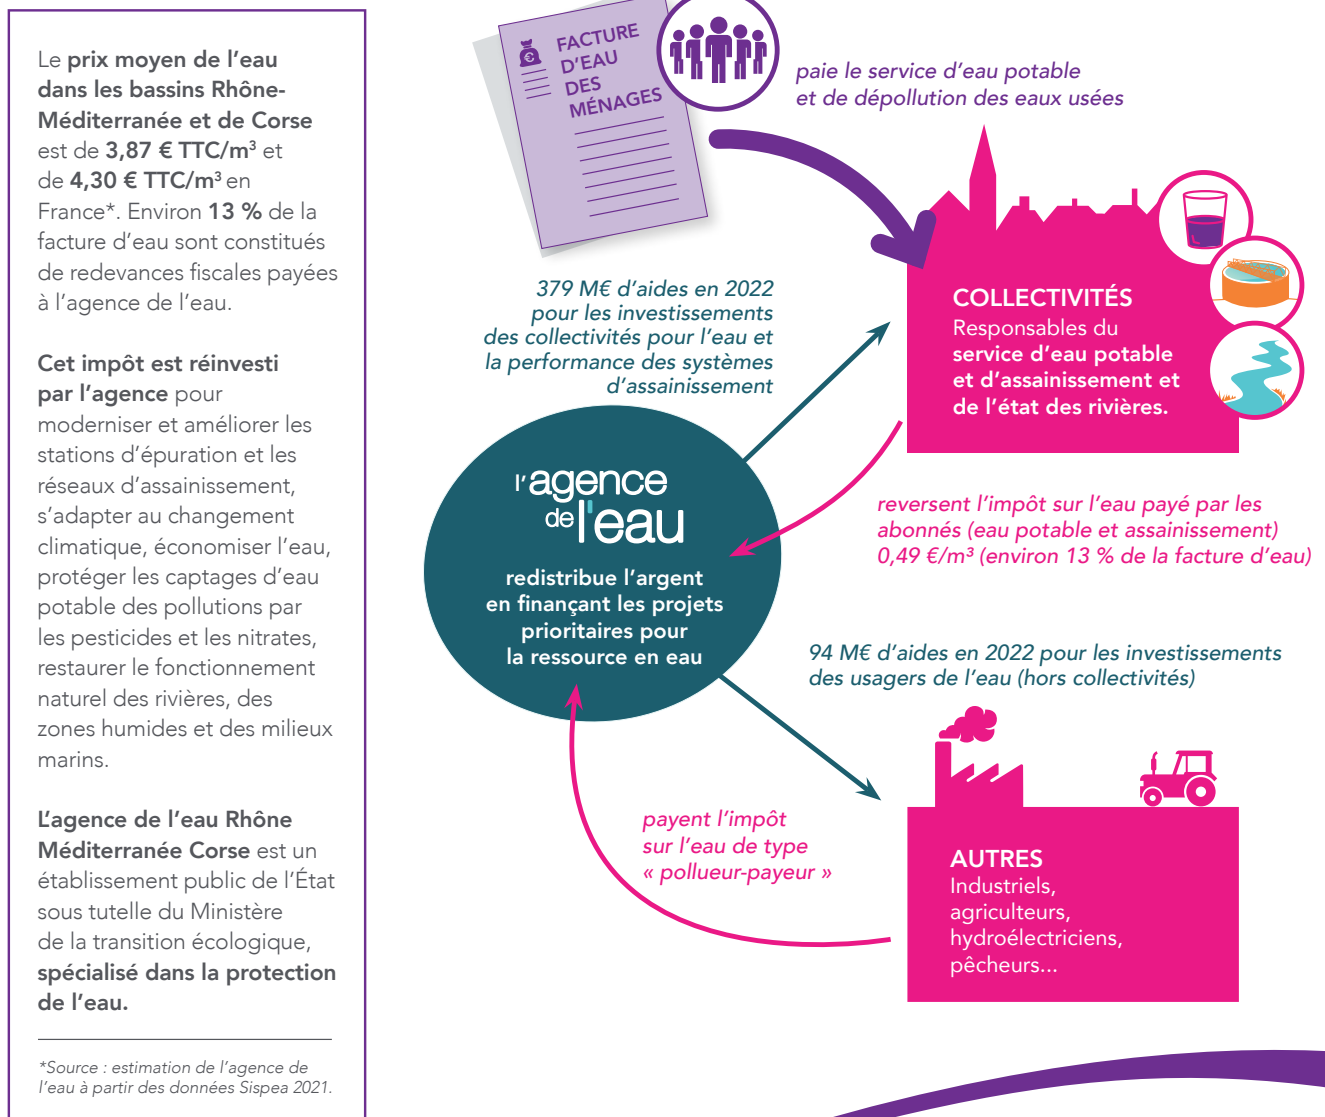 Le prix moyen de l’eau
dans les bassins Rhône-
Méditerranée et de Corse
est de 3,87 € TTC/m³ et
de 4,30 € TTC/m³ en
France*. Environ 13 % de la
facture d’eau sont constitués
de redevances fiscales payées
à l’agence de l’eau.
Cet impôt est réinvesti
par l’agence pour
moderniser et améliorer les
stations d’épuration et les
réseaux d’assainissement,
s’adapter au changement
climatique, économiser l’eau,
protéger les captages d’eau
potable des pollutions par
les pesticides et les nitrates,
restaurer le fonctionnement
naturel des rivières, des
zones humides et des milieux
marins.
L’agence de l’eau Rhône
Méditerranée Corse est un
établissement public de l’État
sous tutelle du Ministère
de la transition écologique,
spécialisé dans la protection
de l’eau.
*Source : estimation de l’agence de
l’eau à partir des données Sispea 2021.
FACTURE
D’EAU
DES
MÉNAGES
€
paie le service d’eau potable
et de dépollution des eaux usées
379 M€ d’aides en 2022
pour les investissements
des collectivités pour l’eau et
la performance des systèmes
d’assainissement
COLLECTIVITÉS
Responsables du
service d’eau potable
et d’assainissement et
de l’état des rivières.
l’agence
de l’eau
redistribue l’argent
en finançant les projets
prioritaires pour
la ressource en eau
reversent l’impôt sur l’eau payé par les
abonnés (eau potable et assainissement)
0,49 €/m³ (environ 13 % de la facture d’eau)
94 M€ d’aides en 2022 pour les investissements
des usagers de l’eau (hors collectivités)
payent l’impôt
sur l’eau de type
« pollueur-payeur »
AUTRES
Industriels,
agriculteurs,
hydroélectriciens,
pêcheurs...